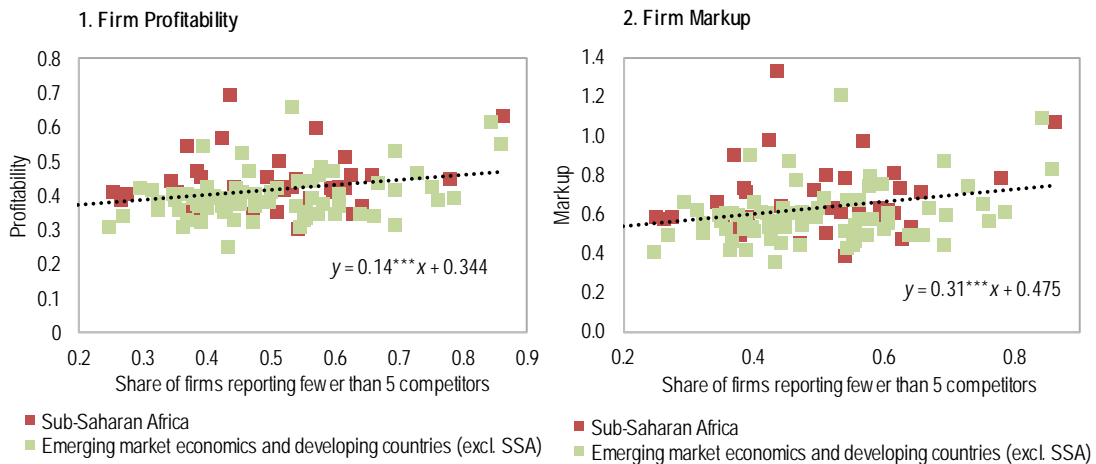 1. Firm Profitability
Profitability
0.8
0.7
0.6
0.5
0.4
0.3
0.2
0.1
0
y = 0.14***x + 0.344
0.2 0.3 0.4 0.5 0.6 0.7 0.8 0.9
Share of firms reporting fewer than 5 competitors
Sub-Saharan Africa
Emerging market economics and developing countries (excl. SSA)
2. Firm Markup
Markup
1.4
1.2
1.0
0.8
0.6
0.4
0.2
0.0
y = 0.31***x + 0.475
0.2 0.4 0.6 0.8
Share of firms reporting fewer than 5 competitors
Sub-Saharan Africa
Emerging market economics and developing countries (excl. SSA)